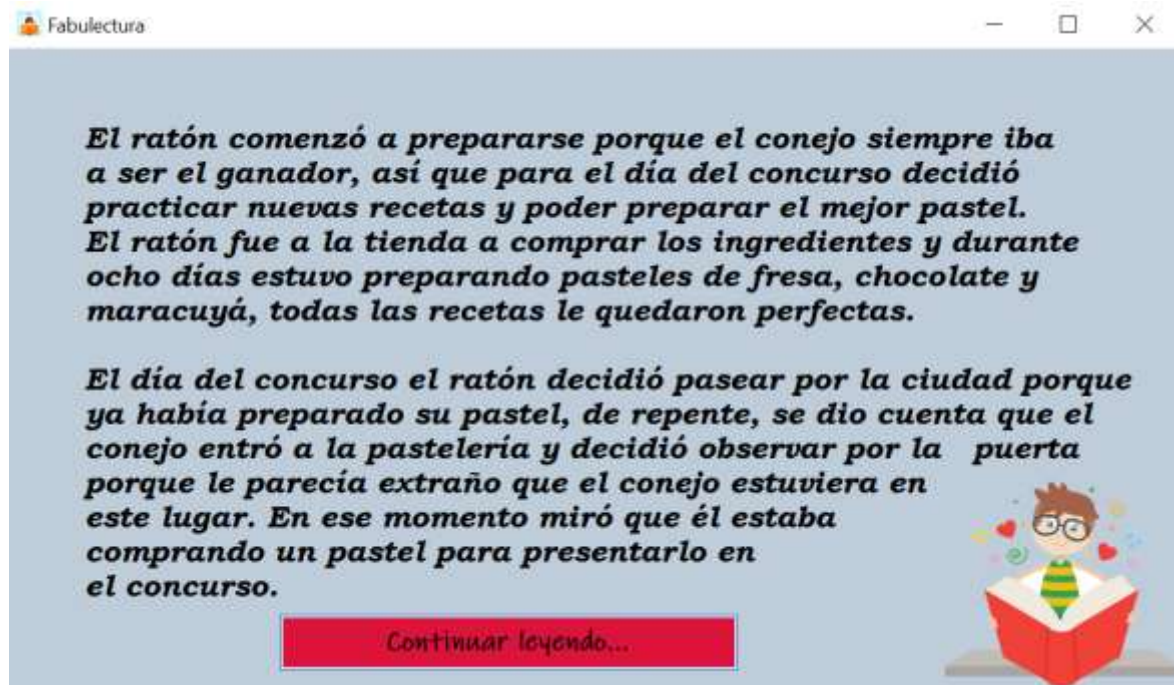 Fabulectura
El ratón comenzó a prepararse porque el conejo siempre iba
a ser el ganador, así que para el día del concurso decidió
practicar nuevas recetas y poder preparar el mejor pastel.
El ratón fue a la tienda a comprar los ingredientes y durante
ocho días estuvo preparando pasteles de fresa, chocolate y
maracuyá, todas las recetas le quedaron perfectas.
El día del concurso el ratón decidió pasear por la ciudad porque
ya había preparado su pastel, de repente, se dio cuenta que el
conejo entró a la pastelería y decidió observar por la puerta
porque le parecía extraño que el conejo estuviera en
este lugar. En ese momento miró que él estaba
comprando un pastel para presentarlo en
el concurso.
Continuar leyendo...